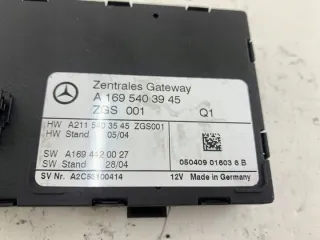 Zentrales Gateway
A 169 540 39 45
ZGS 001 Q1
HW A211 540 35 45 ZGS001
HW Stand 05/04
SW A169 442 00 27
SW Stand 28/04
050409 01603 6 B
SV Nr. A2C53100414 12V Made in Germany